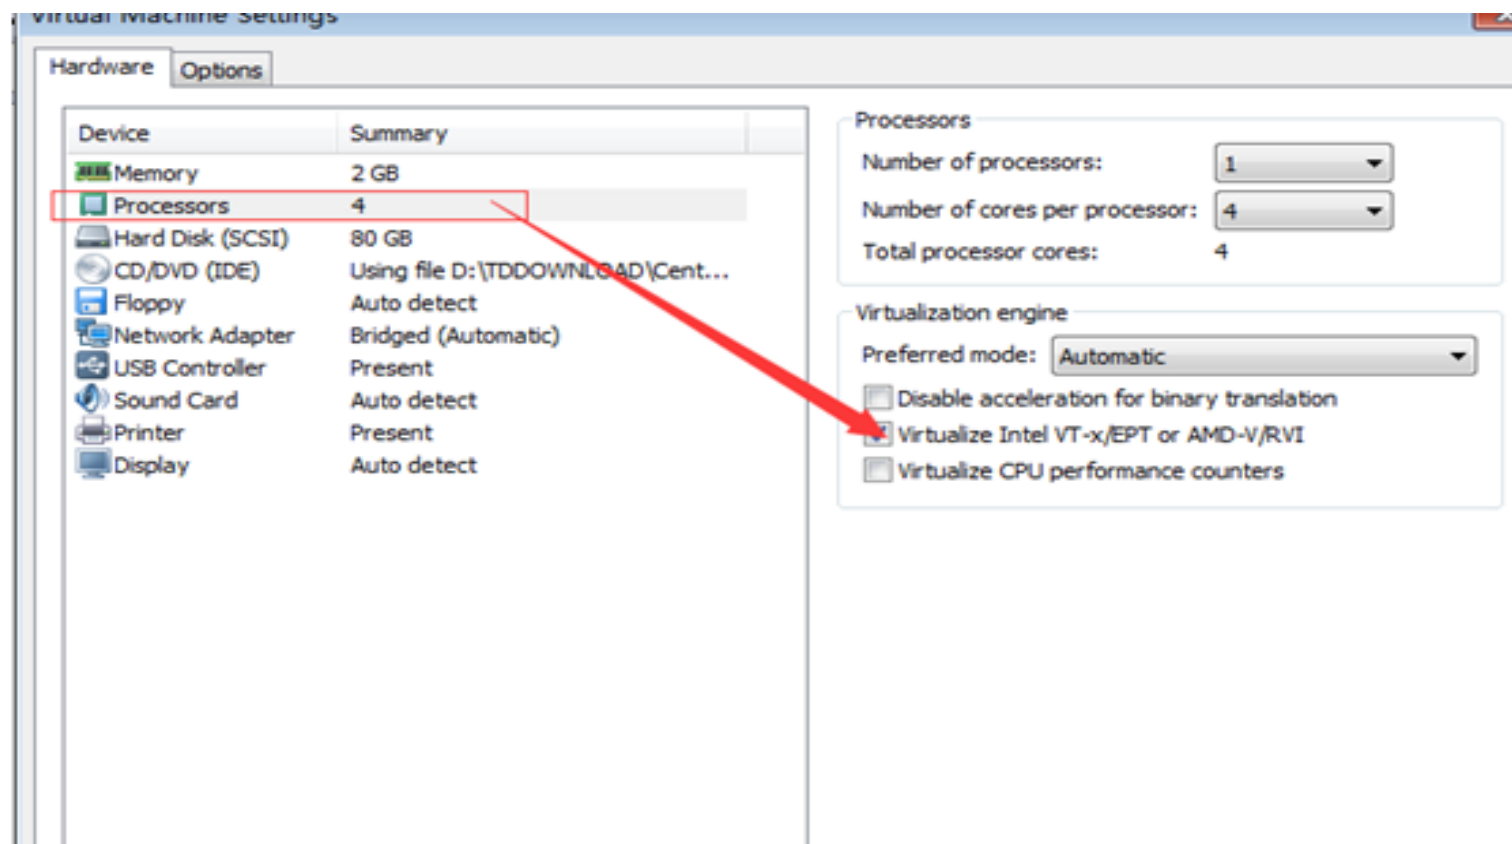 Virtual Machine Settings
Hardware
Options
Device Summary
Memory 2 GB
Processors 4
Hard Disk (SCSI) 80 GB
CD/DVD (IDE) Using file D:\TDDOWNLOAD\Cent...
Floppy Auto detect
Network Adapter Bridged (Automatic)
USB Controller Present
Sound Card Auto detect
Printer Present
Display Auto detect
Processors
Number of processors: 1
Number of cores per processor: 4
Total processor cores: 4
Virtualization engine
Preferred mode: Automatic
Disable acceleration for binary translation
Virtualize Intel VT-x/EPT or AMD-V/RVI
Virtualize CPU performance counters